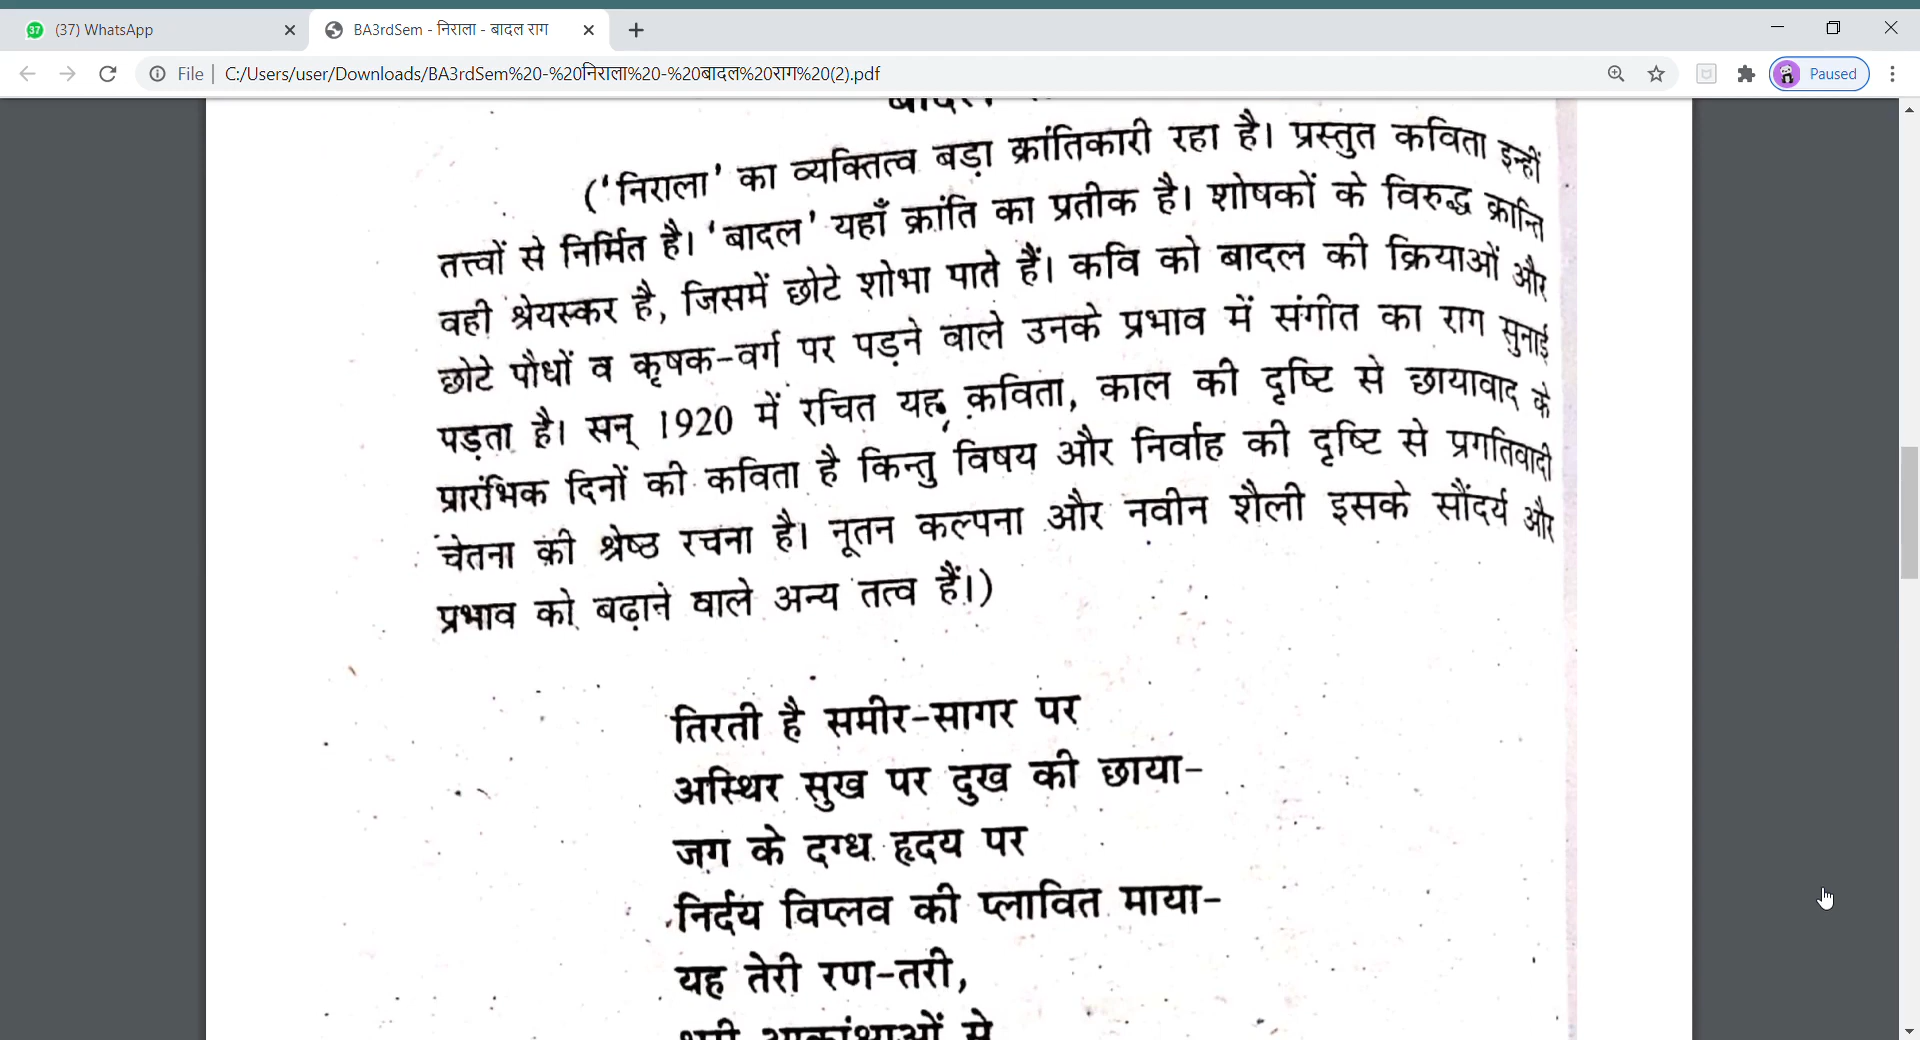 (37) WhatsApp
BA3rdSem - निराला - बादल राग
File
C:/Users/user/Downloads/BA3rdSem%20-%20निराला%20-%20बादल%20राग%20(2).pdf
Paused
('निराला' का व्यक्तित्व बड़ा क्रांतिकारी रहा है। प्रस्तुत कविता इन्हीं
तत्त्वों से निर्मित है। 'बादल' यहाँ क्रांति का प्रतीक है। शोषकों के विरुद्ध क्रान्ति
वही श्रेयस्कर है, जिसमें छोटे शोभा पाते हैं। कवि को बादल की क्रियाओं और
छोटे पौधों व कृषक-वर्ग पर पड़ने वाले उनके प्रभाव में संगीत का राग सुनाई
पड़ता है। सन् 1920 में रचित यह कविता, काल की दृष्टि से छायावाद के
प्रारंभिक दिनों की कविता है किन्तु विषय और निर्वाह की दृष्टि से प्रगतिवादी
चेतना की श्रेष्ठ रचना है। नूतन कल्पना और नवीन शैली इसके सौंदर्य और
प्रभाव को बढ़ाने वाले अन्य तत्व हैं।)
तिरती है समीर-सागर पर
अस्थिर सुख पर दुख की छाया-
जग के दग्ध हृदय पर
निर्दय विप्लव की प्लावित माया-
यह तेरी रण-तरी,